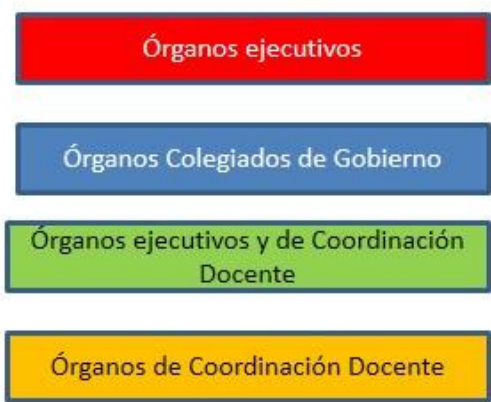 Órganos ejecutivos
Órganos Colegiados de Gobierno
Órganos ejecutivos y de Coordinación
Docente
Órganos de Coordinación Docente